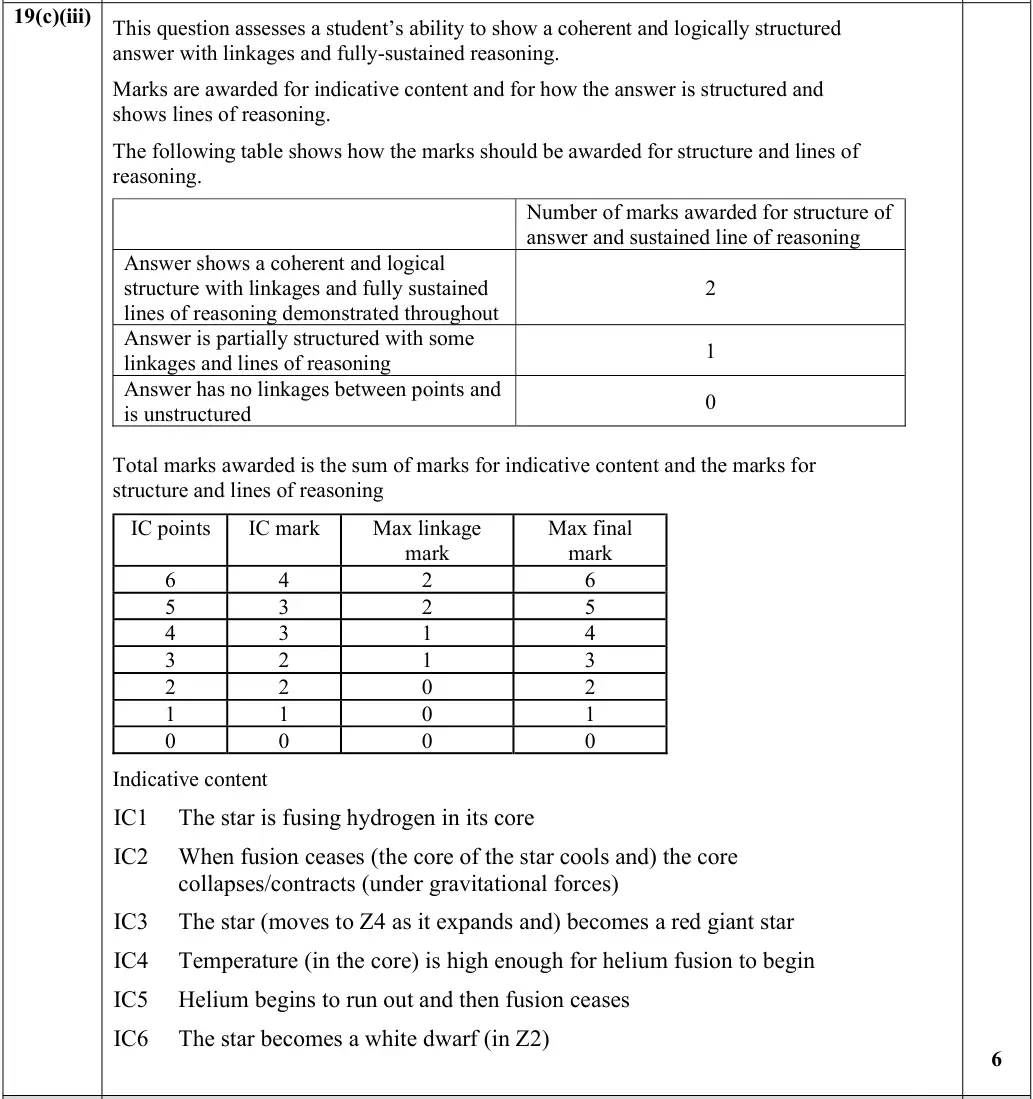 19(c)(iii)
This question assesses a student's ability to show a coherent and logically structured
answer with linkages and fully-sustained reasoning.
Marks are awarded for indicative content and for how the answer is structured and
shows lines of reasoning.
The following table shows how the marks should be awarded for structure and lines of
reasoning.
Number of marks awarded for structure of
answer and sustained line of reasoning
Answer shows a coherent and logical
structure with linkages and fully sustained
lines of reasoning demonstrated throughout
2
Answer is partially structured with some
linkages and lines of reasoning
1
Answer has no linkages between points and
is unstructured
0
Total marks awarded is the sum of marks for indicative content and the marks for
structure and lines of reasoning
IC points IC mark Max linkage mark Max final mark
6 4 2 6
5 3 2 5
4 3 1 4
3 2 1 3
2 2 0 2
1 1 0 1
0 0 0 0
Indicative content
IC1 The star is fusing hydrogen in its core
IC2 When fusion ceases (the core of the star cools and) the core
collapses/contracts (under gravitational forces)
IC3 The star (moves to Z4 as it expands and) becomes a red giant star
IC4 Temperature (in the core) is high enough for helium fusion to begin
IC5 Helium begins to run out and then fusion ceases
IC6 The star becomes a white dwarf (in Z2)
6